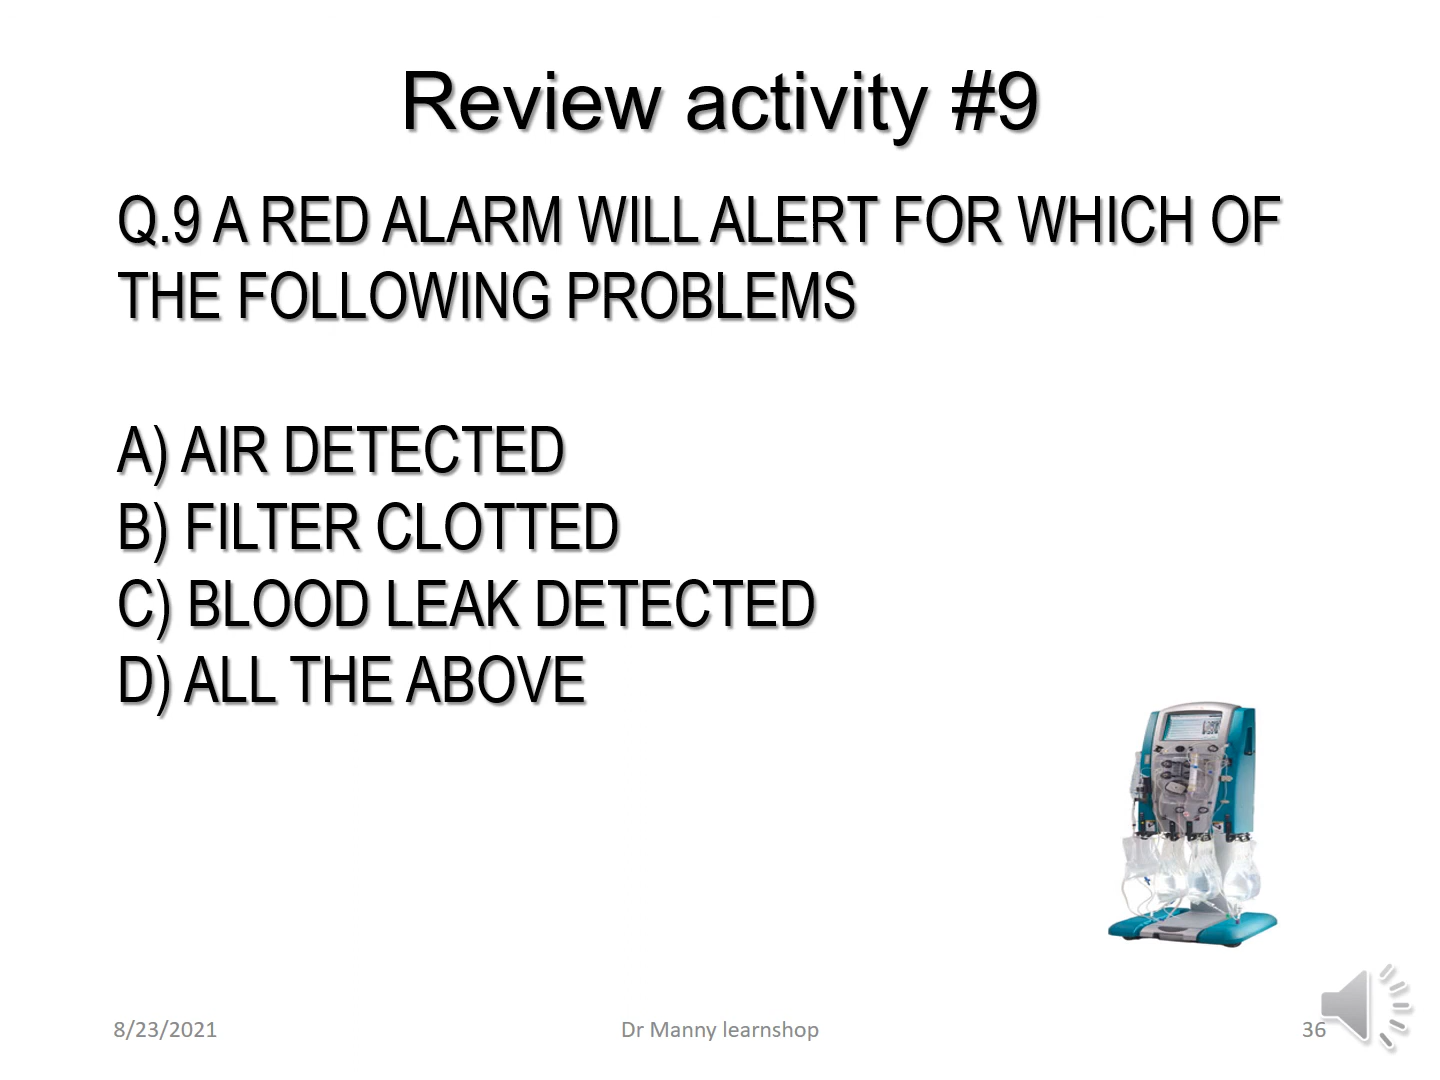 Review activity #9
Q.9 A RED ALARM WILL ALERT FOR WHICH OF
THE FOLLOWING PROBLEMS
A) AIR DETECTED
B) FILTER CLOTTED
C) BLOOD LEAK DETECTED
D) ALL THE ABOVE
8/23/2021
Dr Manny learnshop
36